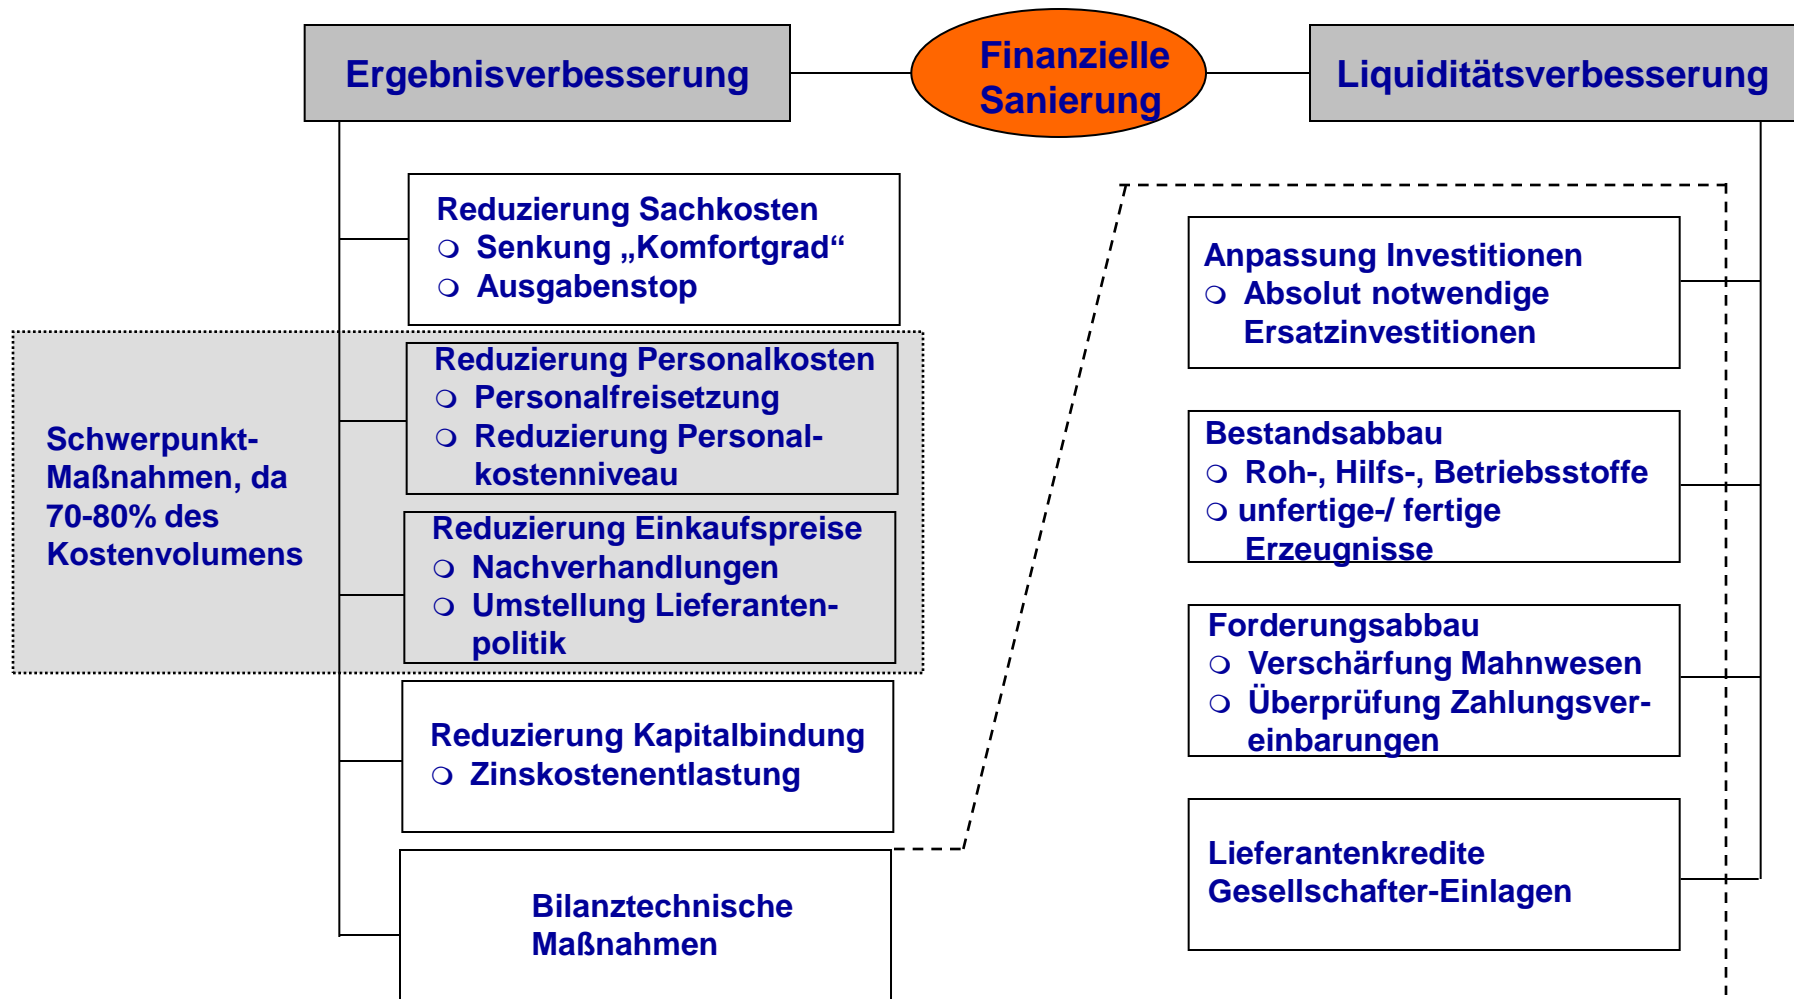 Ergebnisverbesserung
Finanzielle
Sanierung
Liquiditätsverbesserung
Reduzierung Sachkosten
❍ Senkung „Komfortgrad“
❍ Ausgabenstop
Schwerpunkt-
Maßnahmen, da
70-80% des
Kostenvolumens
Reduzierung Personalkosten
❍ Personalfreisetzung
❍ Reduzierung Personal-
kostenniveau
Reduzierung Einkaufspreise
❍ Nachverhandlungen
❍ Umstellung Lieferanten-
politik
Reduzierung Kapitalbindung
❍ Zinskostenentlastung
Bilanztechnische
Maßnahmen
Anpassung Investitionen
❍ Absolut notwendige
Ersatzinvestitionen
Bestandsabbau
❍ Roh-, Hilfs-, Betriebsstoffe
❍ unfertige-/ fertige
Erzeugnisse
Forderungsabbau
❍ Verschärfung Mahnwesen
❍ Überprüfung Zahlungsver-
einbarungen
Lieferantenkredite
Gesellschafter-Einlagen